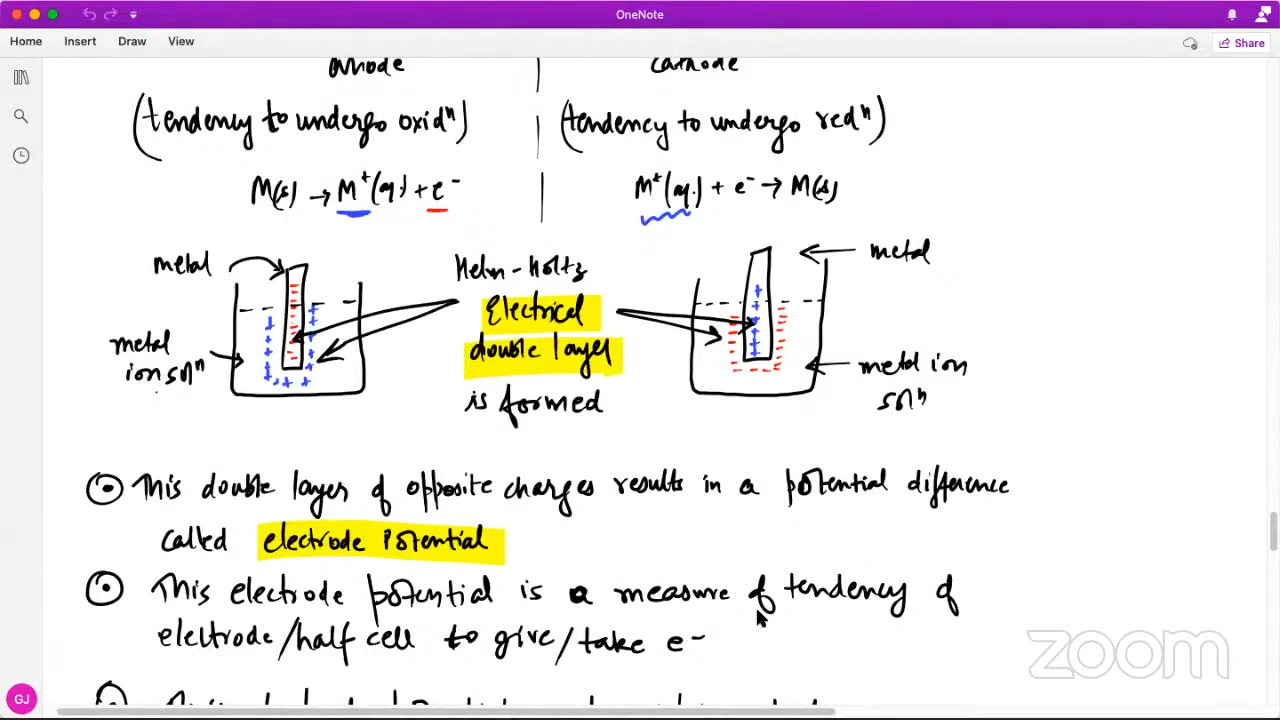 OneNote
Home Insert Draw View Share
anode cathode
(tendency to undergo oxidⁿ) (tendency to undergo redⁿ)
M(s) → M⁺(aq.) + e⁻ M⁺(aq.) + e⁻ → M(s)
metal Helm-Holtz metal
Electrical
metal double layer metal ion
ion solⁿ is formed solⁿ
This double layer of opposite charges results in a potential difference
called electrode potential
This electrode potential is a measure of tendency of
electrode/half cell to give/take e⁻
zoom
GJ